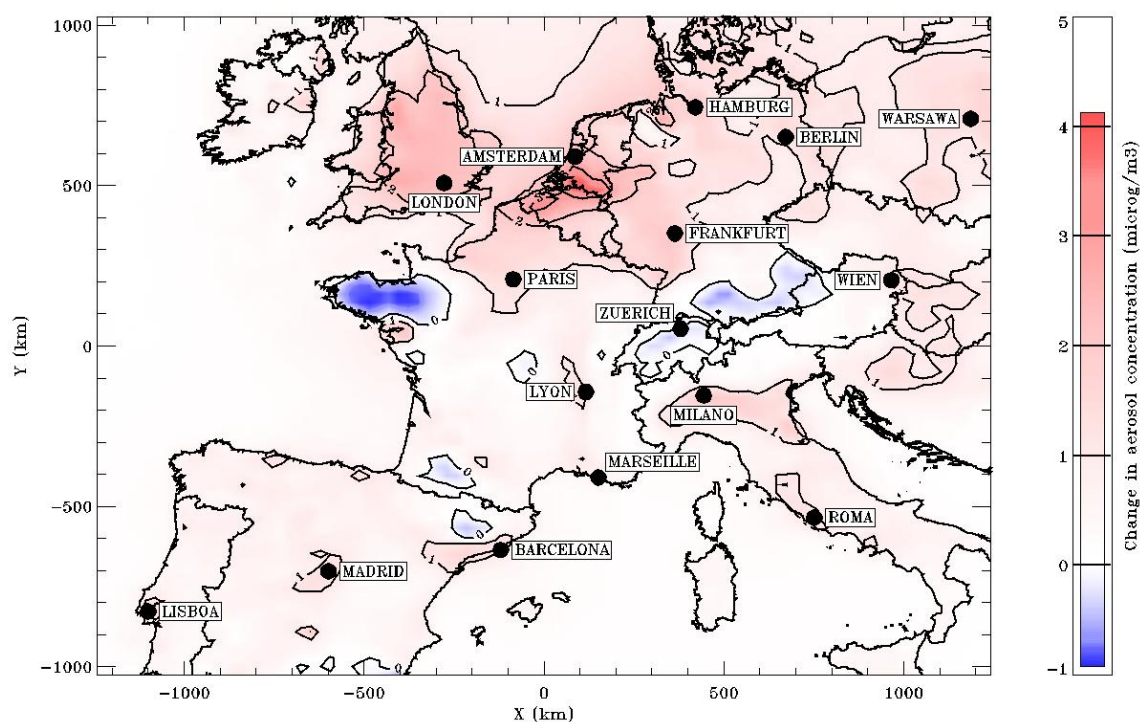 1000
500
0
−500
−1000
Y (km)
−1000
−500
0
500
1000
X (km)
HAMBURG
WARSAWA
BERLIN
AMSTERDAM
LONDON
FRANKFURT
PARIS
WIEN
ZUERICH
LYON
MILANO
MARSEILLE
ROMA
BARCELONA
MADRID
LISBOA
5
4
3
2
1
0
−1
Change in aerosol concentration (microg/m3)